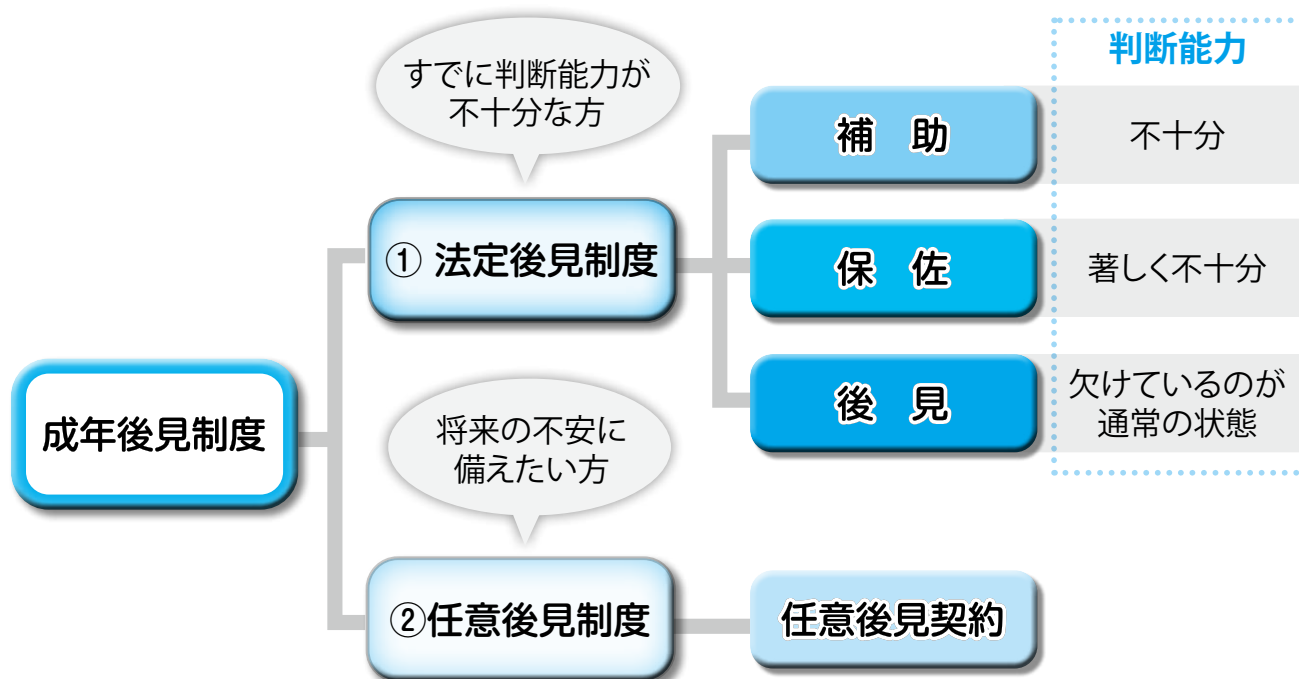 判断能力
すでに判断能力が
不十分な方
補 助
不十分
① 法定後見制度
保 佐
著しく不十分
後 見
欠けているのが
通常の状態
成年後見制度
将来の不安に
備えたい方
②任意後見制度
任意後見契約